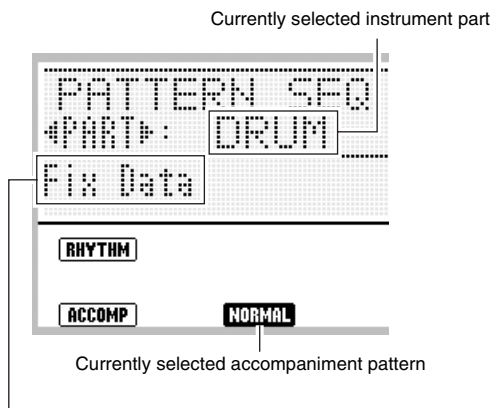 Currently selected instrument part
PATTERN SEQ
◀PART▶: DRUM
Fix Data
RHYTHM
ACCOMP NORMAL
Currently selected accompaniment pattern